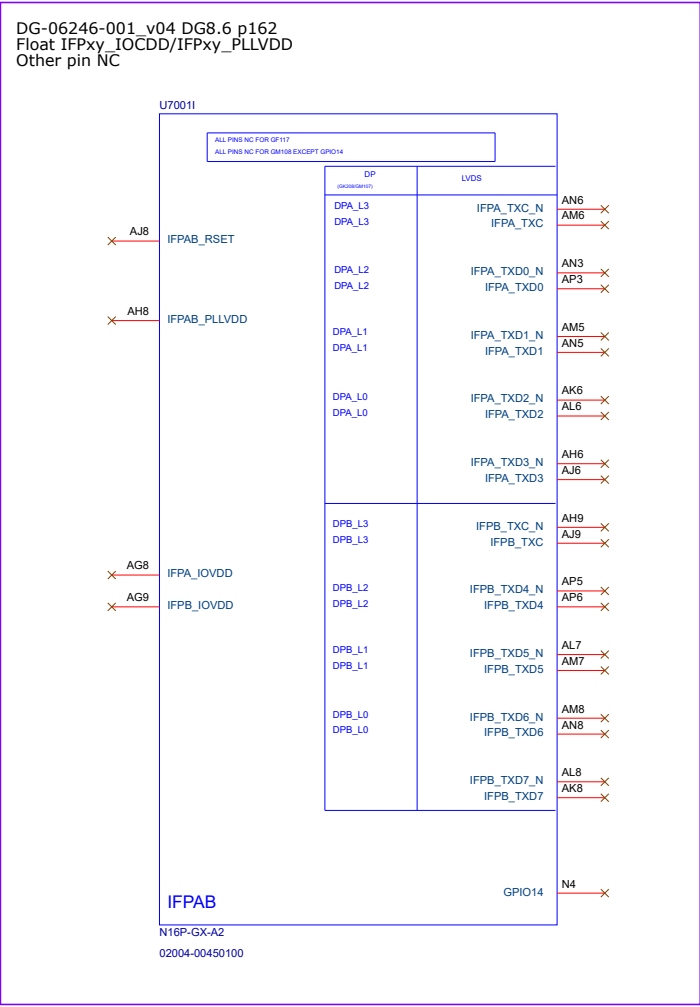 DG-06246-001_v04 DG8.6 p162
Float IFPxy_IOCDD/IFPxy_PLLVDD
Other pin NC
U7001I
ALL PINS NC FOR GF117
ALL PINS NC FOR GM108 EXCEPT GPIO14
DP LVDS
(GK208/GM107)
DPA_L3 IFPA_TXC_N AN6
DPA_L3 IFPA_TXC AM6
AJ8 IFPAB_RSET
DPA_L2 IFPA_TXD0_N AN3
DPA_L2 IFPA_TXD0 AP3
AH8 IFPAB_PLLVDD
DPA_L1 IFPA_TXD1_N AM5
DPA_L1 IFPA_TXD1 AN5
DPA_L0 IFPA_TXD2_N AK6
DPA_L0 IFPA_TXD2 AL6
IFPA_TXD3_N AH6
IFPA_TXD3 AJ6
DPB_L3 IFPB_TXC_N AH9
DPB_L3 IFPB_TXC AJ9
AG8 IFPA_IOVDD
DPB_L2 IFPB_TXD4_N AP5
AG9 IFPB_IOVDD DPB_L2 IFPB_TXD4 AP6
DPB_L1 IFPB_TXD5_N AL7
DPB_L1 IFPB_TXD5 AM7
DPB_L0 IFPB_TXD6_N AM8
DPB_L0 IFPB_TXD6 AN8
IFPB_TXD7_N AL8
IFPB_TXD7 AK8
GPIO14 N4
IFPAB
N16P-GX-A2
02004-00450100